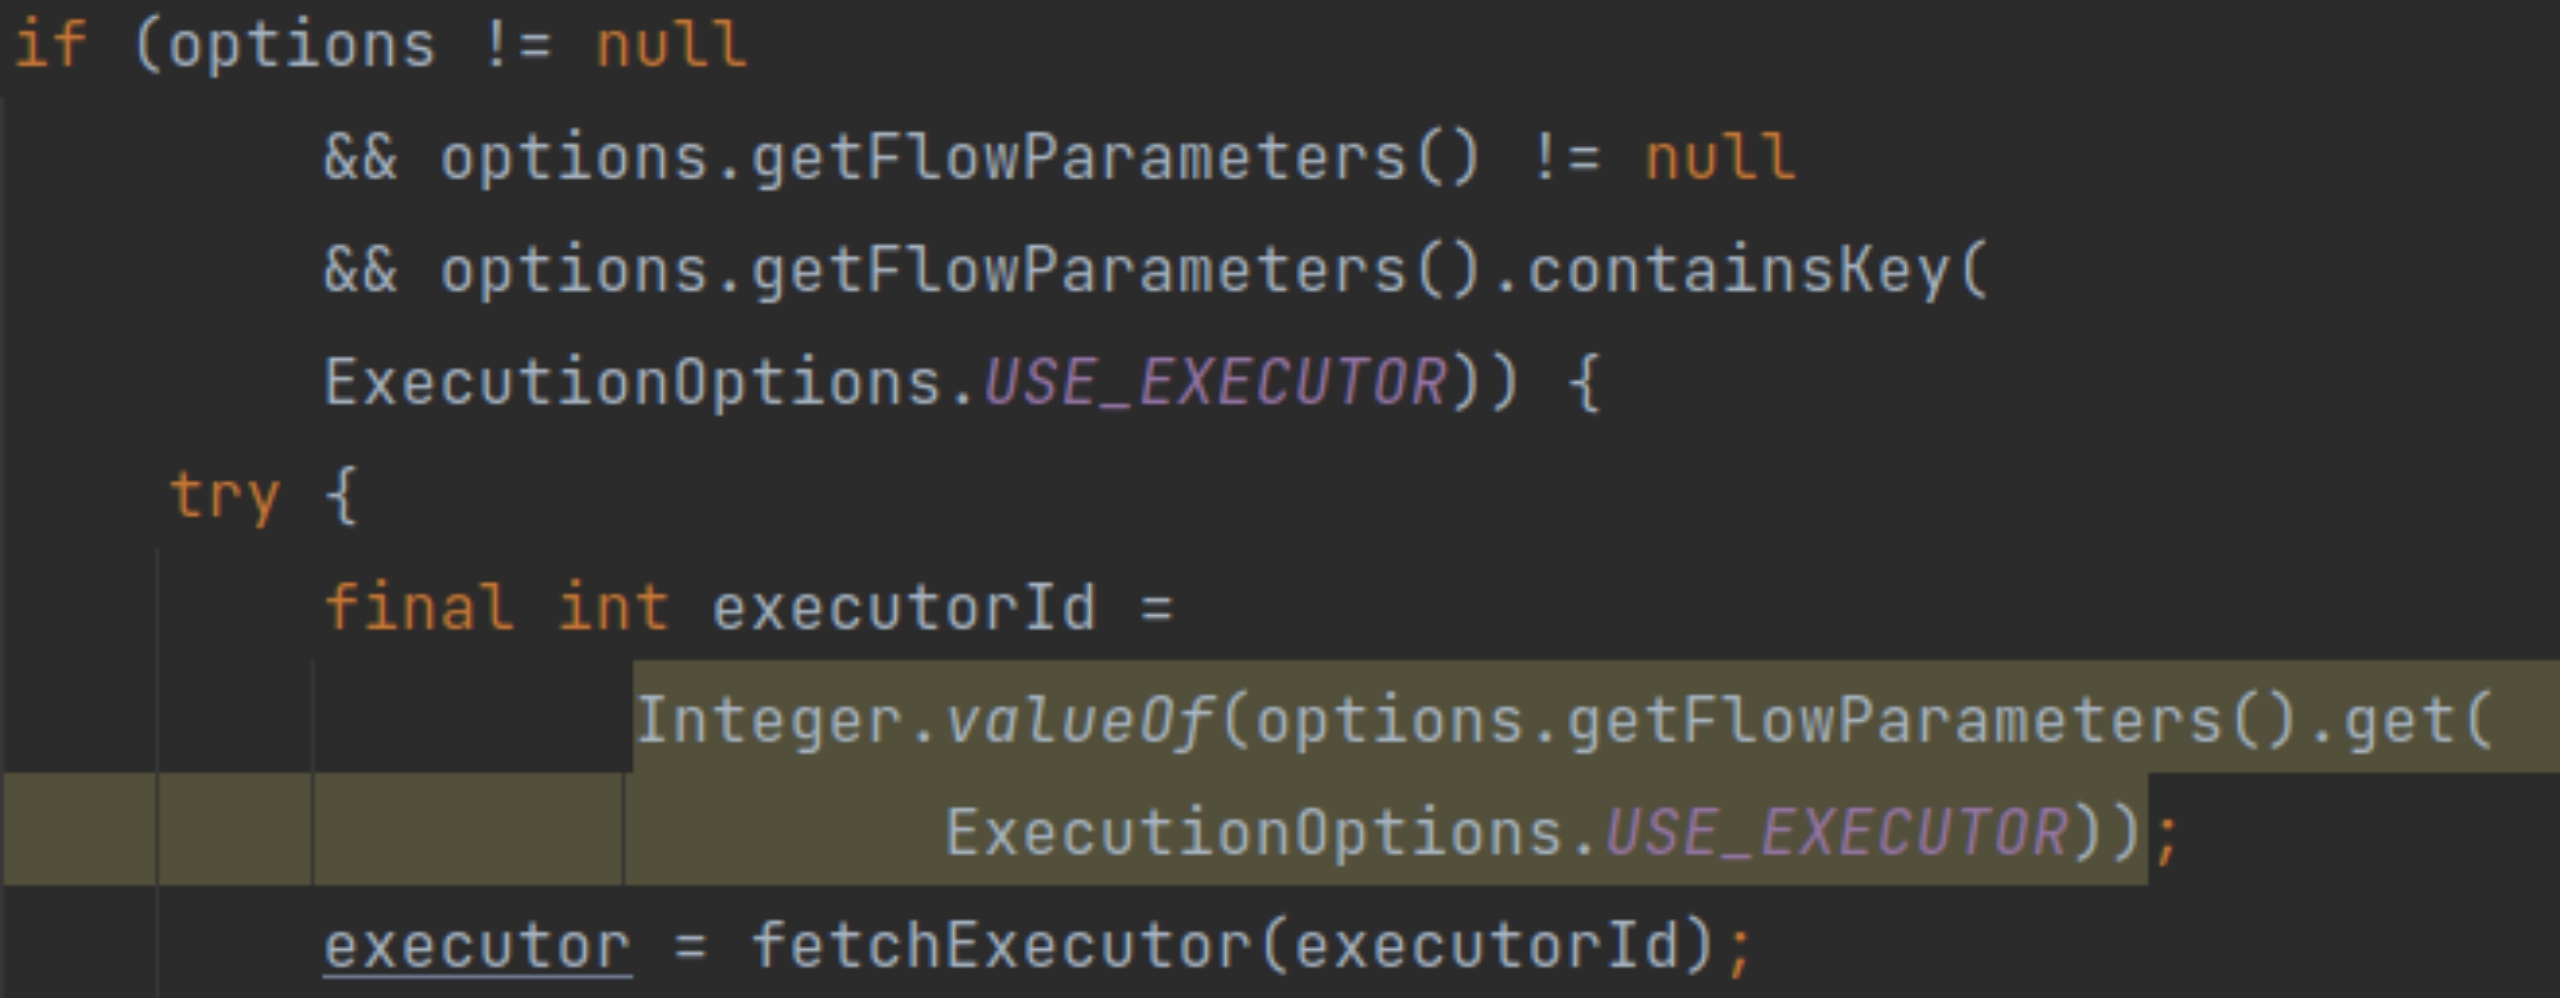 if (options != null
&& options.getFlowParameters() != null
&& options.getFlowParameters().containsKey(
ExecutionOptions.USE_EXECUTOR)) {
try {
final int executorId =
Integer.valueOf(options.getFlowParameters().get(
ExecutionOptions.USE_EXECUTOR));
executor = fetchExecutor(executorId);